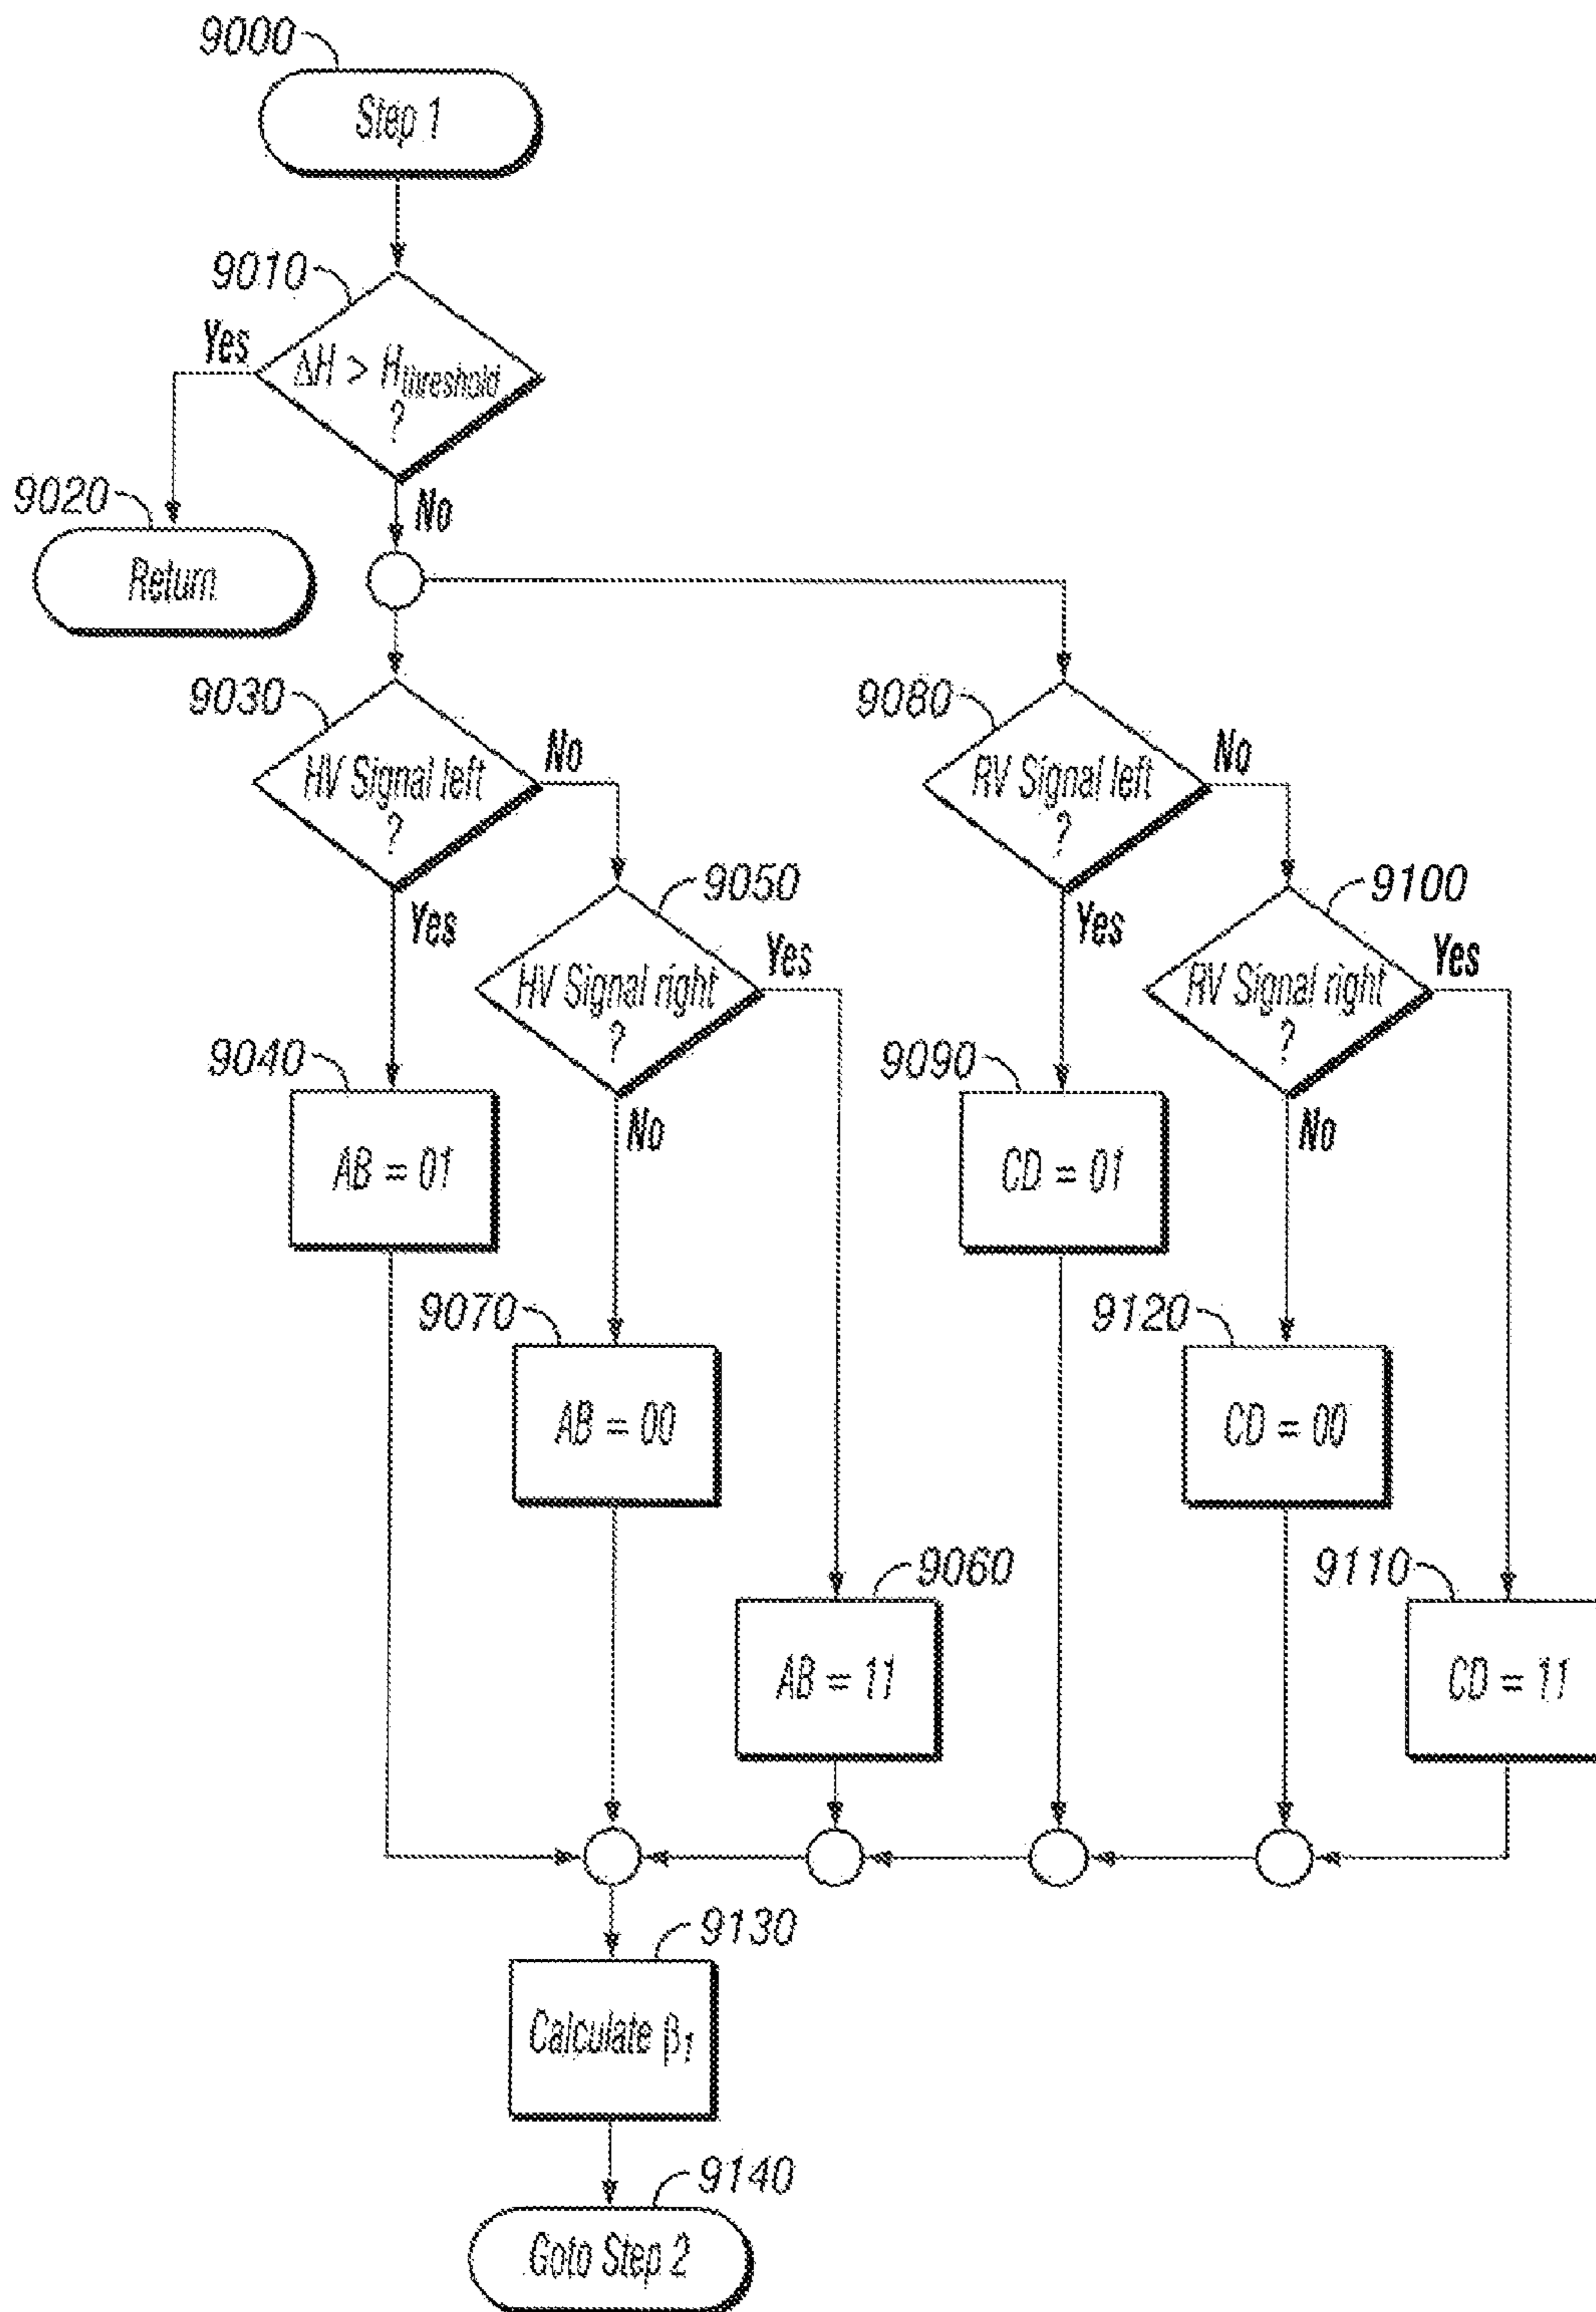 9000
Step 1
9010
Yes
ΔH > Hthreshold
?
No
9020
Return
9030
HV Signal left
?
No
Yes
9080
RV Signal left
?
No
Yes
9050
HV Signal right
?
Yes
No
9100
RV Signal right
?
Yes
No
9040
AB = 01
9090
CD = 01
9070
AB = 00
9120
CD = 00
9060
AB = 11
9110
CD = 11
9130
Calculate β1
9140
Goto Step 2